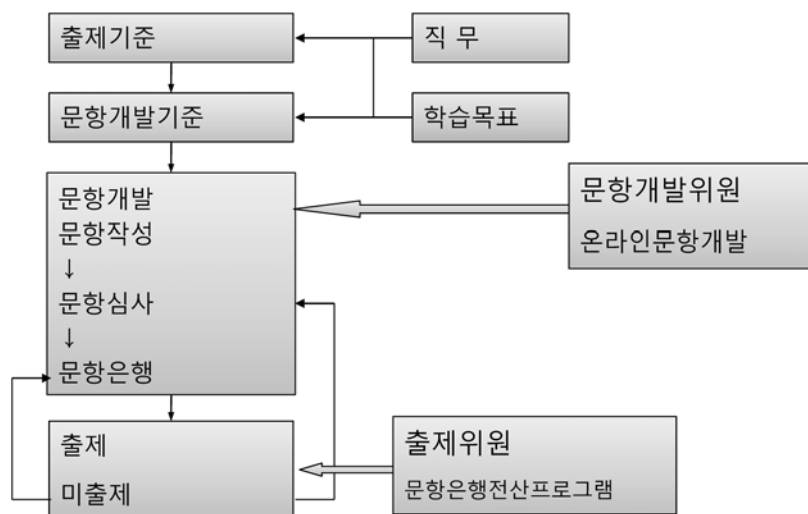 출제기준
직 무
문항개발기준
학습목표
문항개발
문항작성
↓
문항심사
↓
문항은행
문항개발위원
온라인문항개발
출제
미출제
출제위원
문항은행전산프로그램